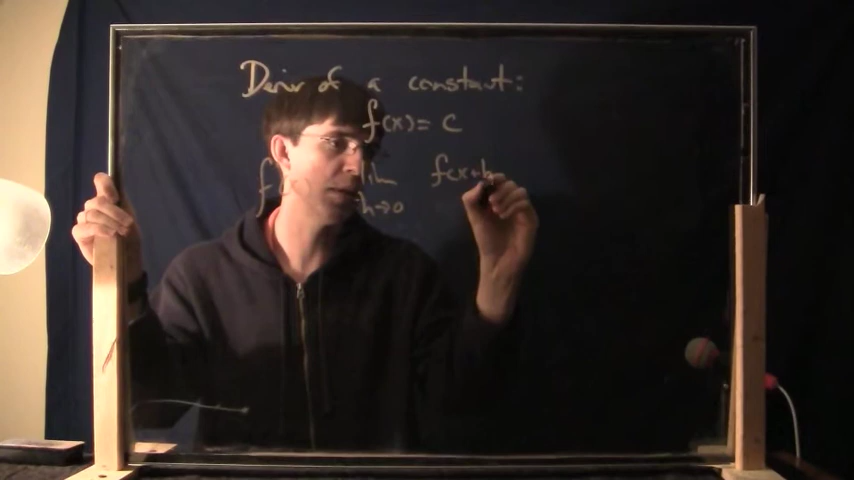 Deriv of a constant:
f(x) = c
lim f(x+h
h→0